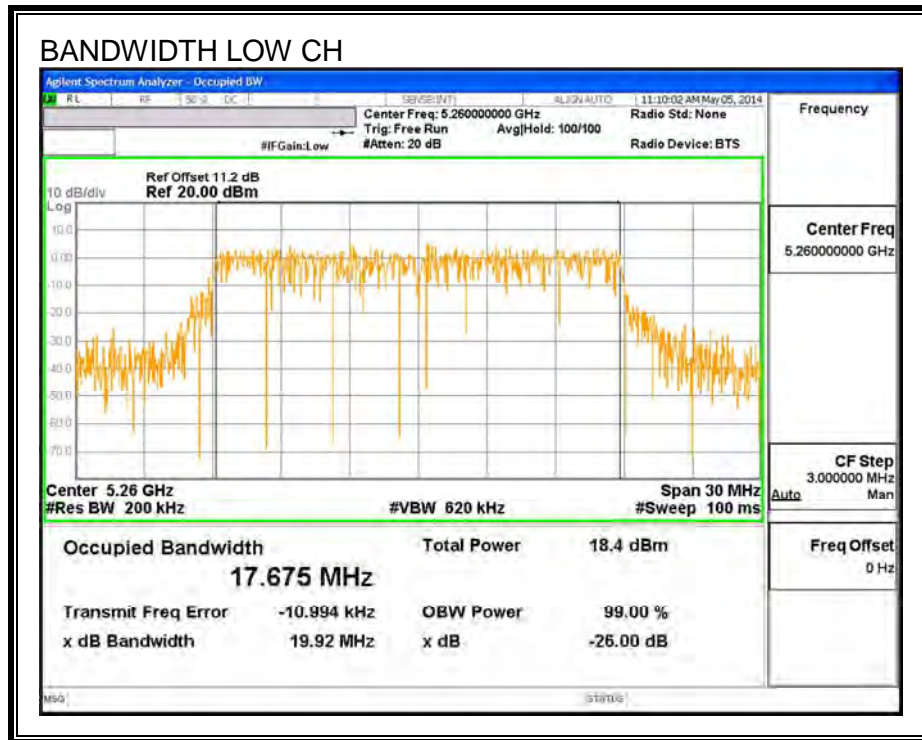 BANDWIDTH LOW CH
Agilent Spectrum Analyzer - Occupied BW
RL RF 50 Ω DC SENSE:INT ALIGN AUTO 11:10:02 AM May 05, 2014
Center Freq: 5.260000000 GHz Radio Std: None
Trig: Free Run Avg|Hold: 100/100
#IFGain:Low #Atten: 20 dB Radio Device: BTS
Frequency
Ref Offset 11.2 dB
10 dB/div Ref 20.00 dBm
Log
10.0
0.00
-10.0
-20.0
-30.0
-40.0
-50.0
-60.0
-70.0
Center 5.26 GHz Span 30 MHz
#Res BW 200 kHz #VBW 620 kHz #Sweep 100 ms
Center Freq
5.260000000 GHz
CF Step
3.000000 MHz
Auto Man
Freq Offset
0 Hz
Occupied Bandwidth Total Power 18.4 dBm
17.675 MHz
Transmit Freq Error -10.994 kHz OBW Power 99.00 %
x dB Bandwidth 19.92 MHz x dB -26.00 dB
MSG STATUS